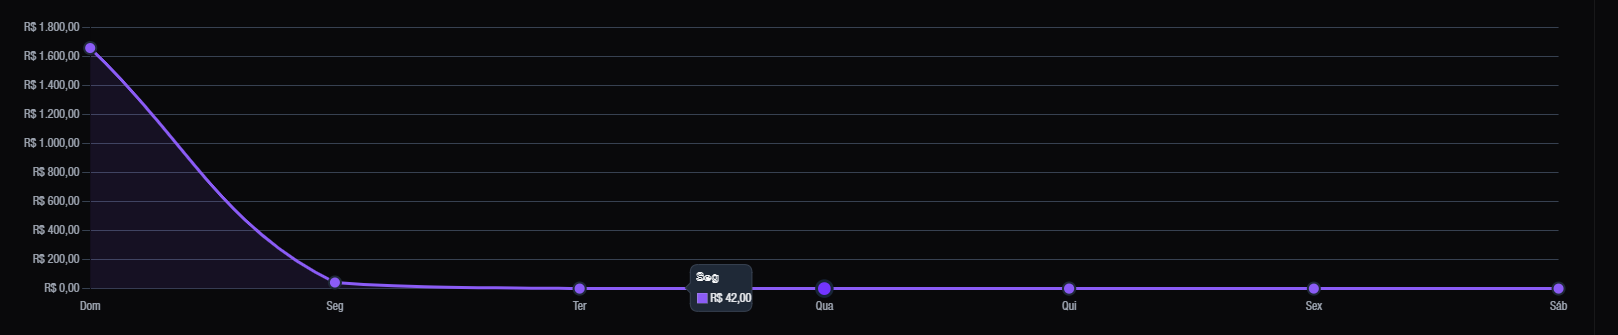 R$ 1.800,00
R$ 1.600,00
R$ 1.400,00
R$ 1.200,00
R$ 1.000,00
R$ 800,00
R$ 600,00
R$ 400,00
R$ 200,00
R$ 0,00
R$ 42,00
Dom Seg Ter Qua Qui Sex Sáb